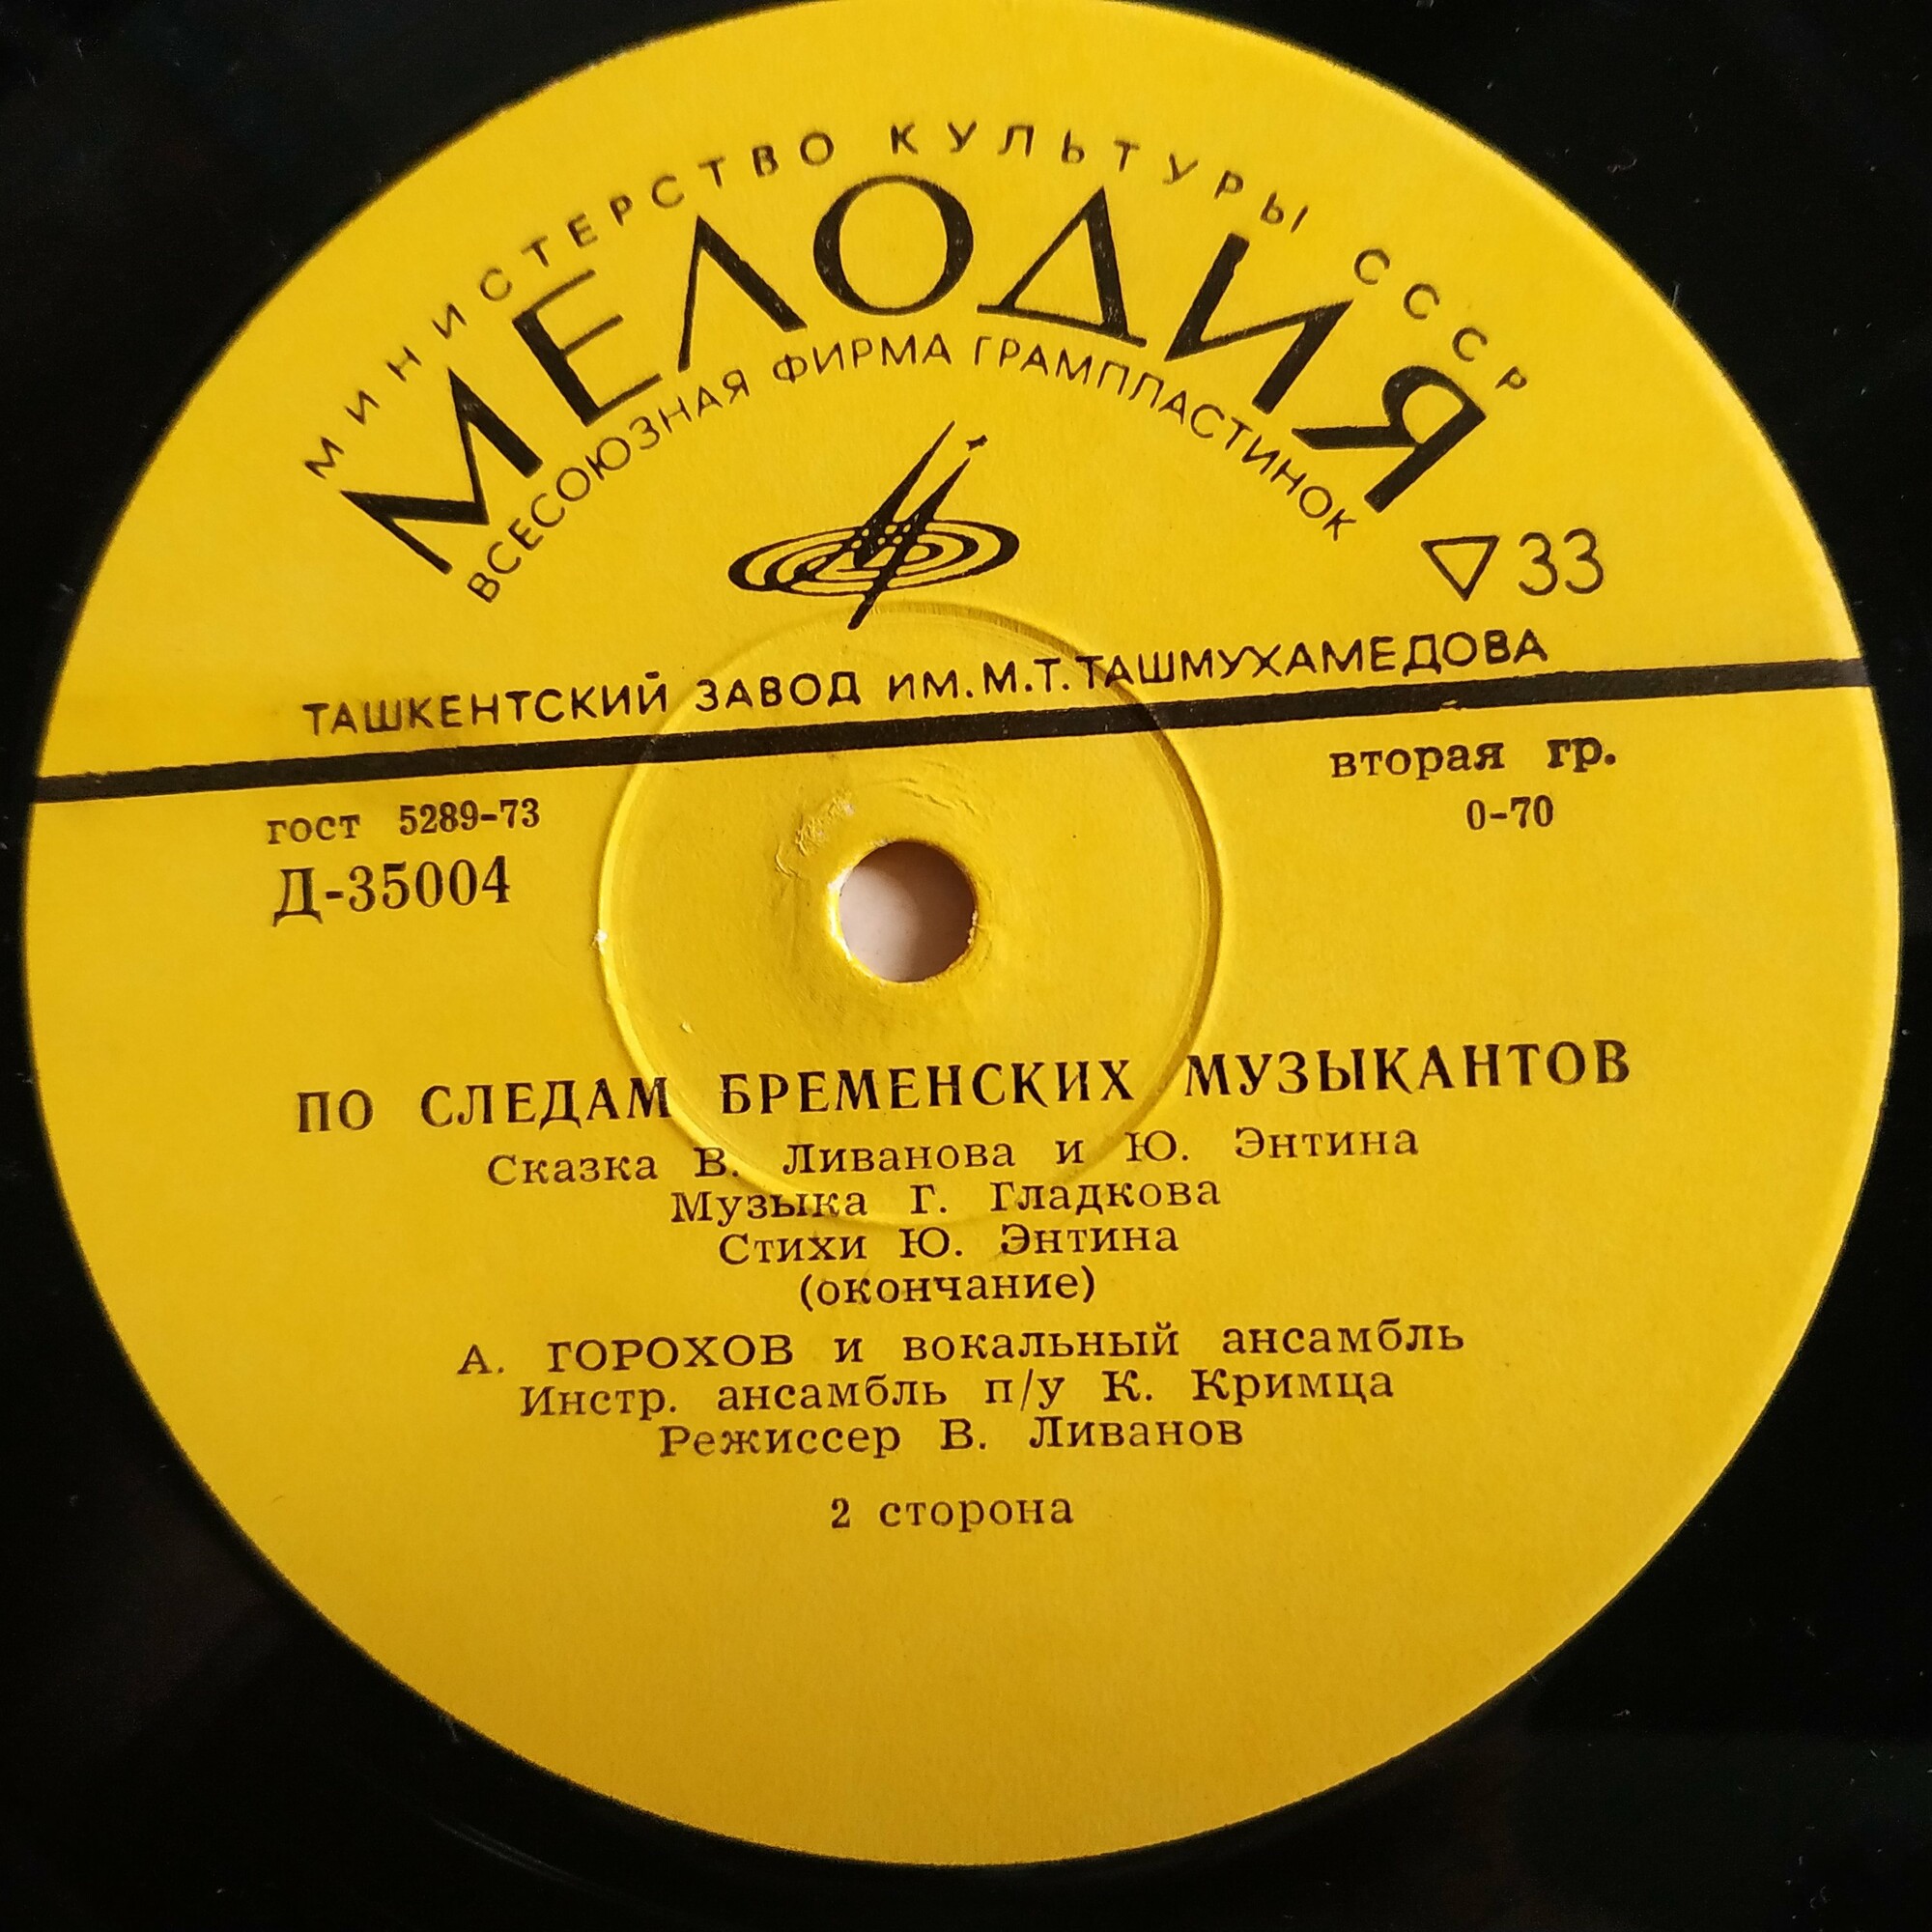 МИНИСТЕРСТВО КУЛЬТУРЫ СССР
МЕЛОДИЯ
ВСЕСОЮЗНАЯ ФИРМА ГРАМПЛАСТИНОК
33
ТАШКЕНТСКИЙ ЗАВОД ИМ. М.Т. ТАШМУХАМЕДОВА
вторая гр.
гост 5289-73
0-70
Д-35004
ПО СЛЕДАМ БРЕМЕНСКИХ МУЗЫКАНТОВ
Сказка В. Ливанова и Ю. Энтина
Музыка Г. Гладкова
Стихи Ю. Энтина
(окончание)
А. ГОРОХОВ и вокальный ансамбль
Инстр. ансамбль п/у К. Кримца
Режиссер В. Ливанов
2 сторона